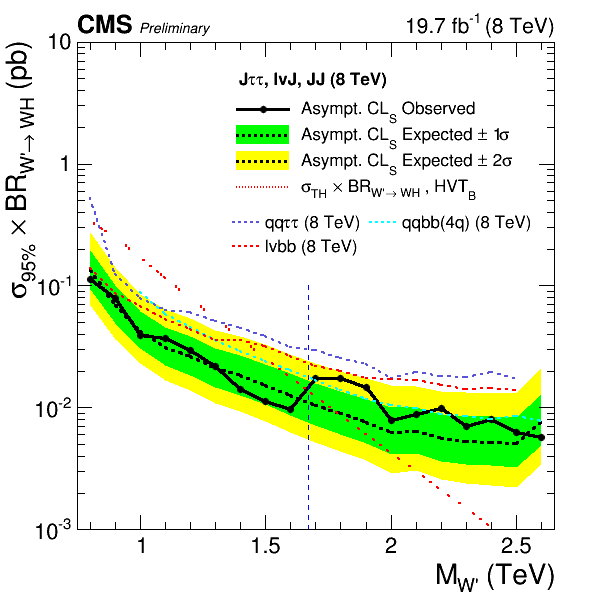 CMS Preliminary 19.7 fb⁻¹ (8 TeV)
σ95% × BRW'→ WH (pb)
10
1
10⁻¹
10⁻²
10⁻³
Jττ, lνJ, JJ (8 TeV)
Asympt. CLS Observed
Asympt. CLS Expected ± 1σ
Asympt. CLS Expected ± 2σ
σTH × BRW'→ WH , HVTB
qqττ (8 TeV) qqbb(4q) (8 TeV)
lνbb (8 TeV)
1 1.5 2 2.5
MW' (TeV)